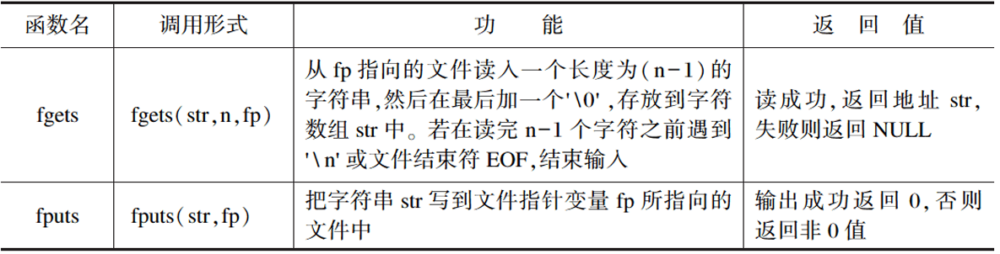 函数名 调用形式 功 能 返 回 值
fgets fgets(str,n,fp) 从 fp 指向的文件读入一个长度为(n-1)的
字符串,然后在最后加一个'\0',存放到字符
数组 str 中。若在读完 n-1 个字符之前遇到
'\n'或文件结束符 EOF,结束输入
读成功,返回地址 str,
失败则返回 NULL
fputs fputs(str,fp) 把字符串 str 写到文件指针变量 fp 所指向的
文件中
输出成功返回 0,否则
返回非 0 值